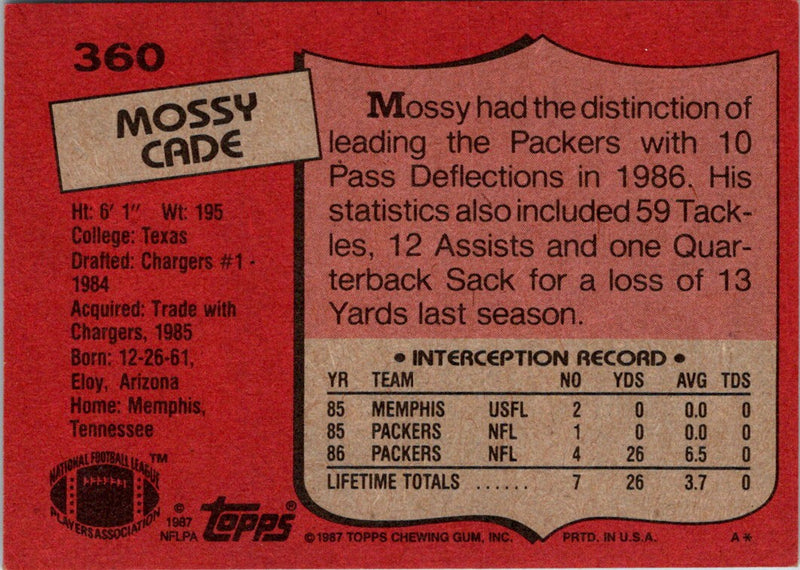 360
MOSSY
CADE
Ht: 6' 1" Wt: 195
College: Texas
Drafted: Chargers #1 -
1984
Acquired: Trade with
Chargers, 1985
Born: 12-26-61,
Eloy, Arizona
Home: Memphis,
Tennessee
NATIONAL FOOTBALL LEAGUE
PLAYERS ASSOCIATION
TM
© 1987 NFLPA
topps®
Mossy had the distinction of
leading the Packers with 10
Pass Deflections in 1986. His
statistics also included 59 Tack-
les, 12 Assists and one Quar-
terback Sack for a loss of 13
Yards last season.
• INTERCEPTION RECORD •
YR TEAM NO YDS AVG TDS
85 MEMPHIS USFL 2 0 0.0 0
85 PACKERS NFL 1 0 0.0 0
86 PACKERS NFL 4 26 6.5 0
LIFETIME TOTALS ...... 7 26 3.7 0
© 1987 TOPPS CHEWING GUM, INC. PRTD. IN U.S.A. A*